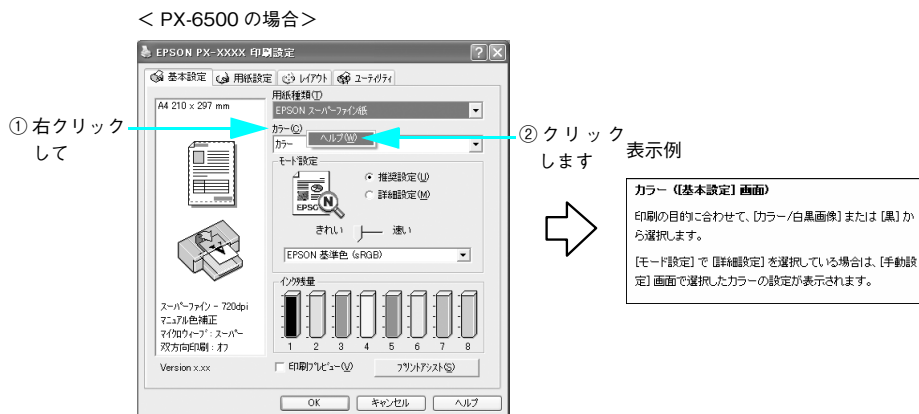 < PX-6500 の場合>
EPSON PX-XXXX 印刷設定
基本設定 用紙設定 レイアウト ユーティリティ
A4 210 x 297 mm
用紙種類(T)
EPSON スーパーファイン紙
① 右クリック
して
カラー(C)
ヘルプ(W)
カラー
② クリック
します
モード設定
推奨設定(U)
詳細設定(M)
EPSO
N
きれい 速い
EPSON 基準色 (sRGB)
インク残量
1 2 3 4 5 6 7 8
スーパーファイン - 720dpi
マニュアル色補正
マイクロウィーブ: スーパー
双方向印刷: オフ
Version x.xx
印刷プレビュー(V)
プリントアシスト(S)
OK キャンセル ヘルプ
表示例
カラー ([基本設定] 画面)
印刷の目的に合わせて、[カラー/白黒画像] または [黒] か
ら選択します。
[モード設定] で [詳細設定] を選択している場合は、[手動設
定] 画面で選択したカラーの設定が表示されます。